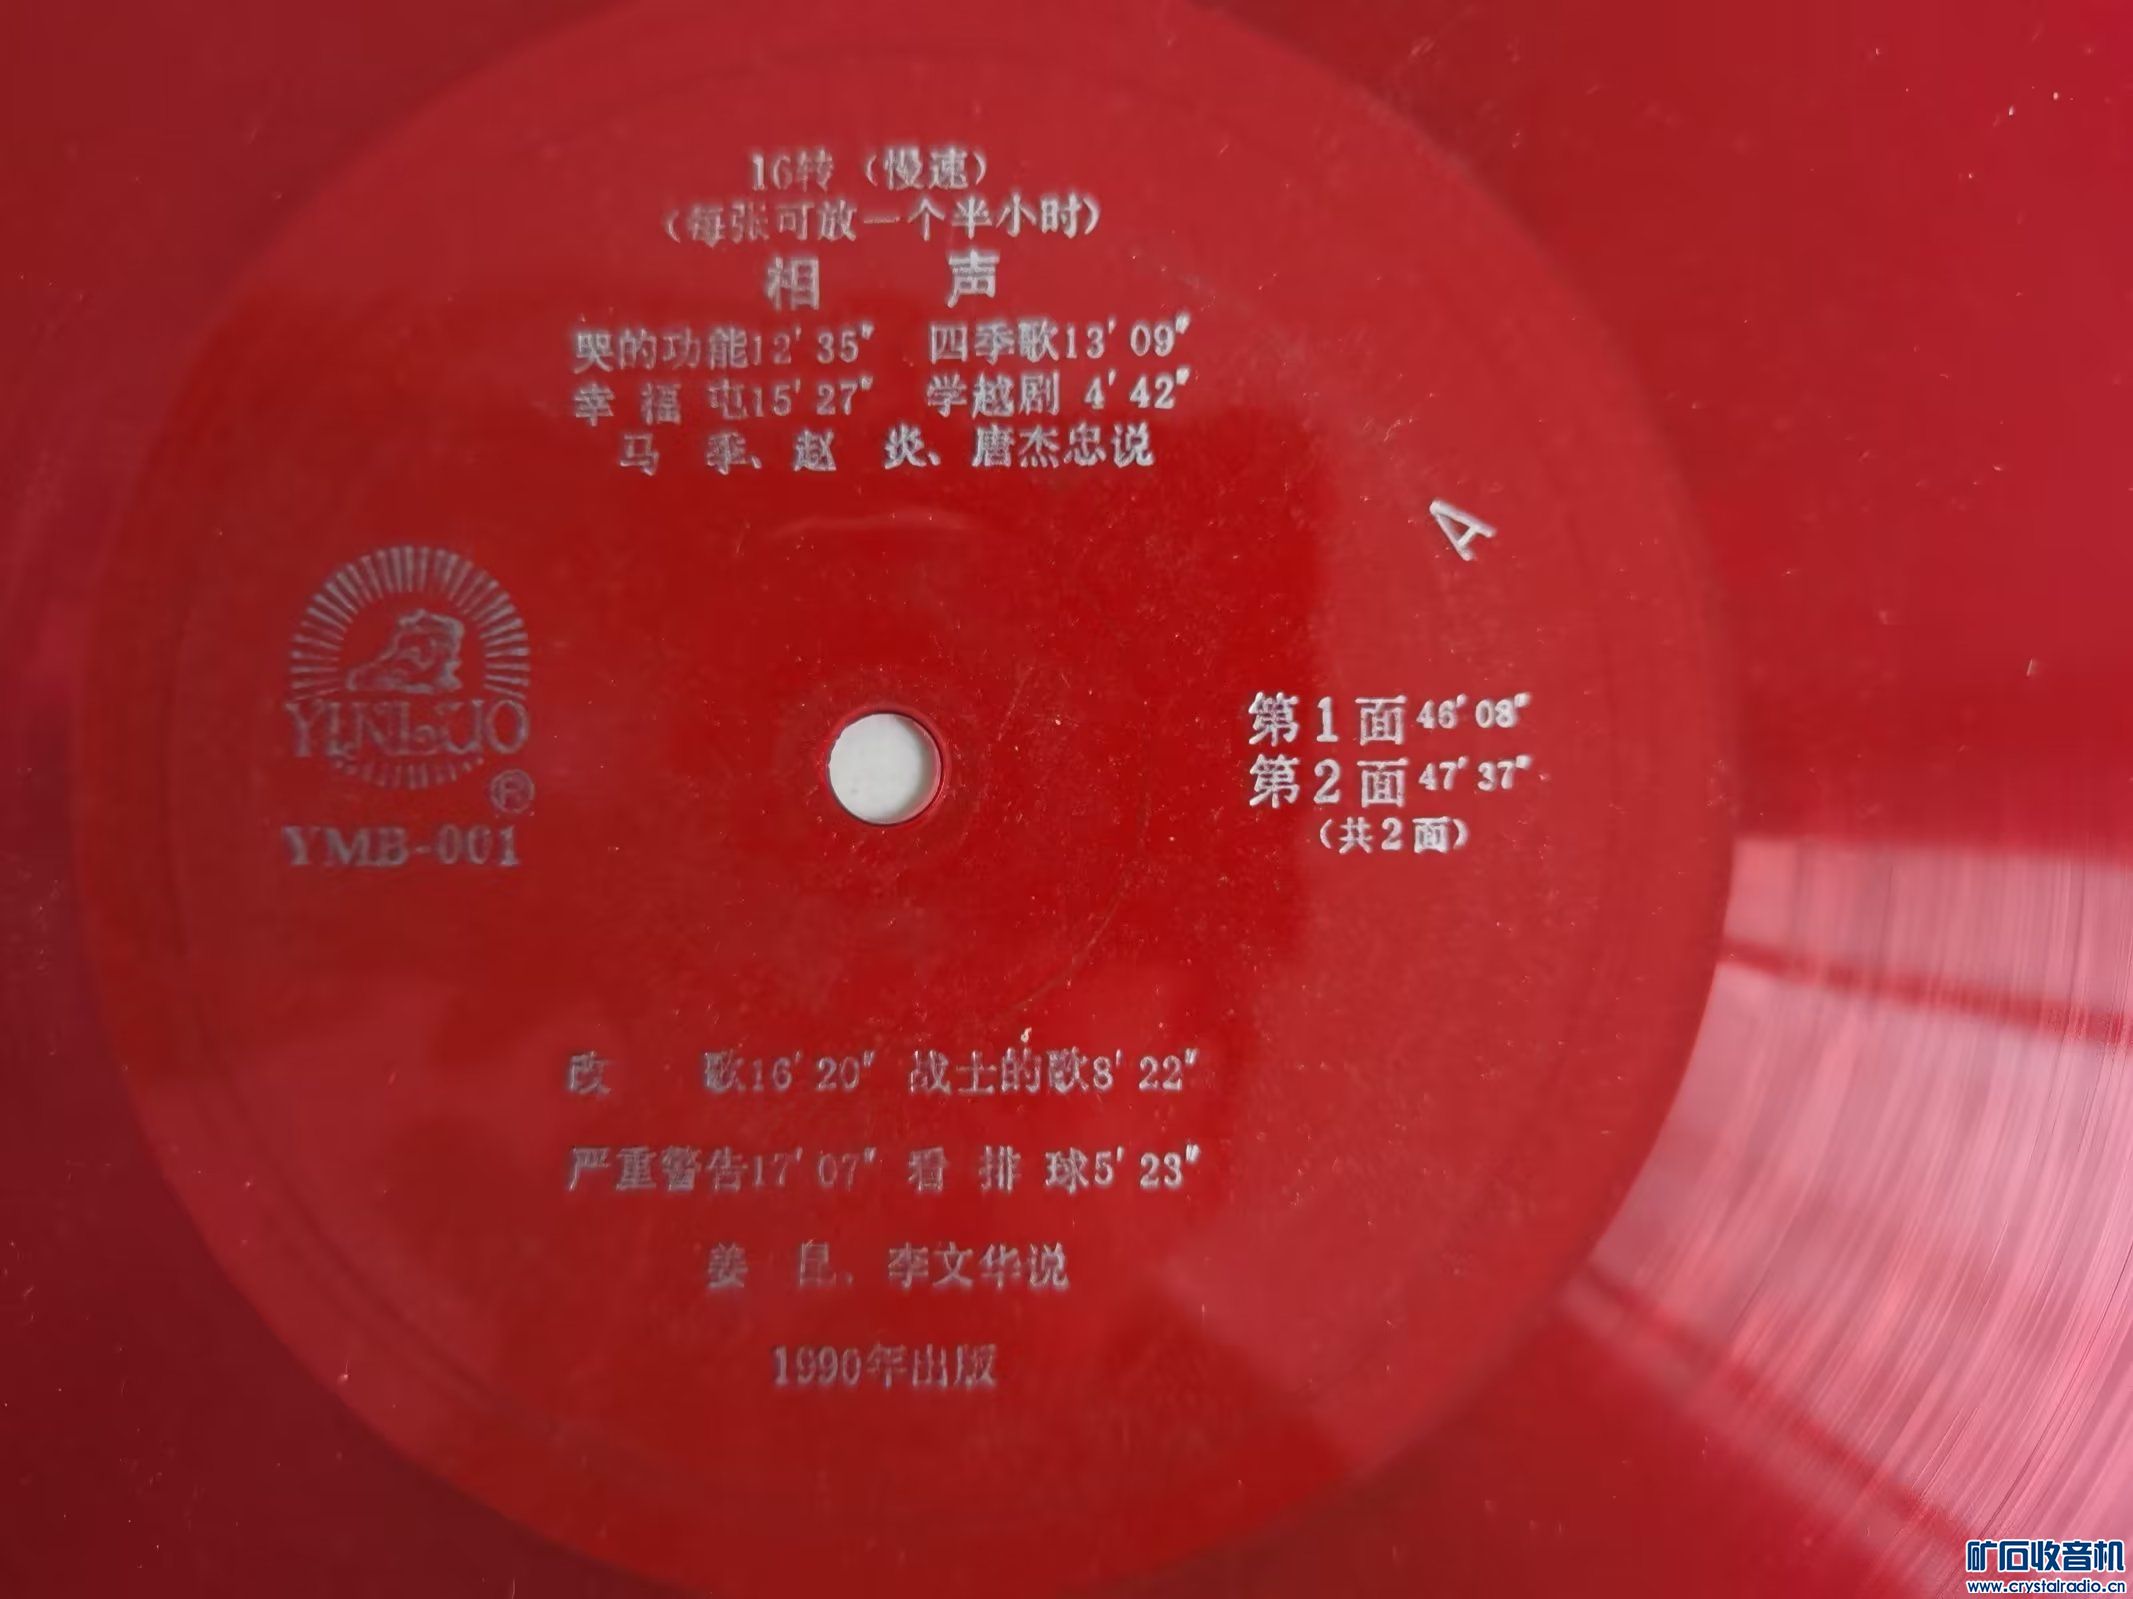 16转（慢速）
（每张可放一个半小时）
相 声
哭的功能12′35″ 四季歌13′09″
幸福屯15′27″ 学越剧 4′42″
马 季、赵 炎、唐杰忠说
A
YINLUO
®
YMB-001
第1面46′08″
第2面47′37″
（共2面）
改 歌16′20″ 战士的歌8′22″
严重警告17′07″ 看 排 球5′23″
姜 昆、李文华说
1990年出版
矿石收音机
www.crystalradio.cn